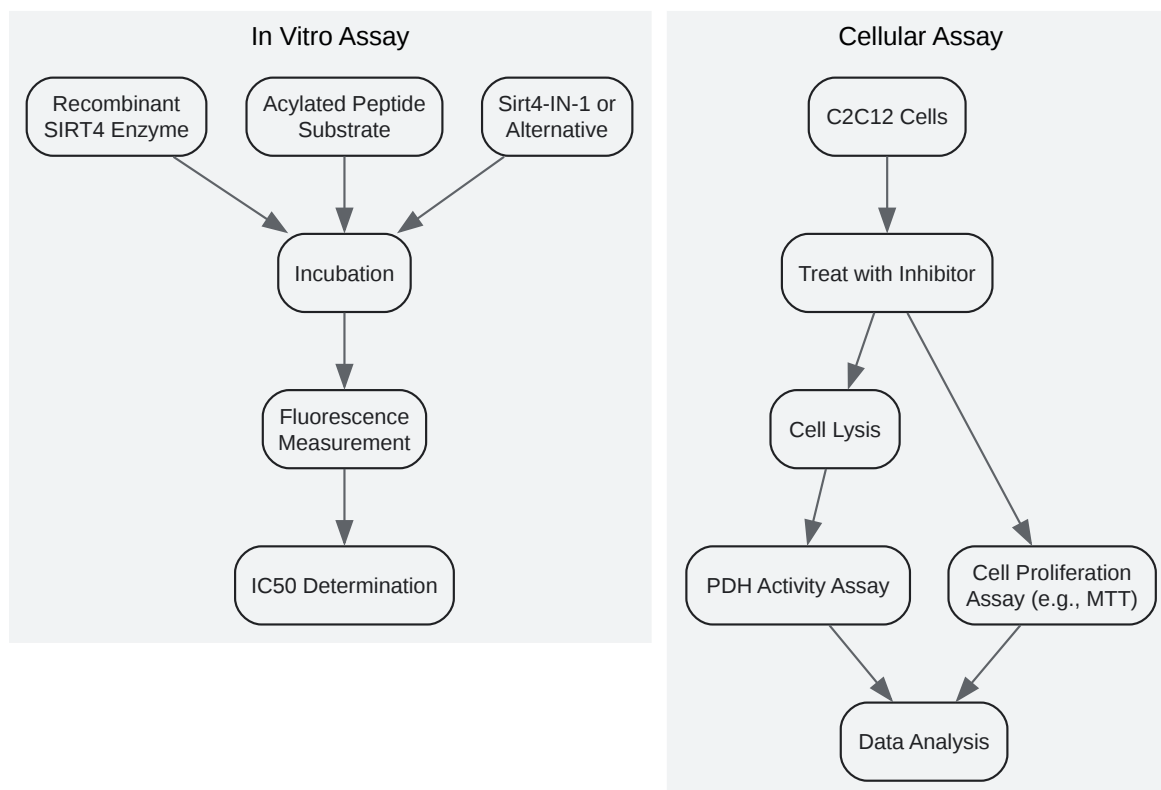 In Vitro Assay
Recombinant
SIRT4 Enzyme
Acylated Peptide
Substrate
Sirt4-IN-1 or
Alternative
Incubation
Fluorescence
Measurement
IC50 Determination
Cellular Assay
C2C12 Cells
Treat with Inhibitor
Cell Lysis
PDH Activity Assay
Cell Proliferation
Assay (e.g., MTT)
Data Analysis